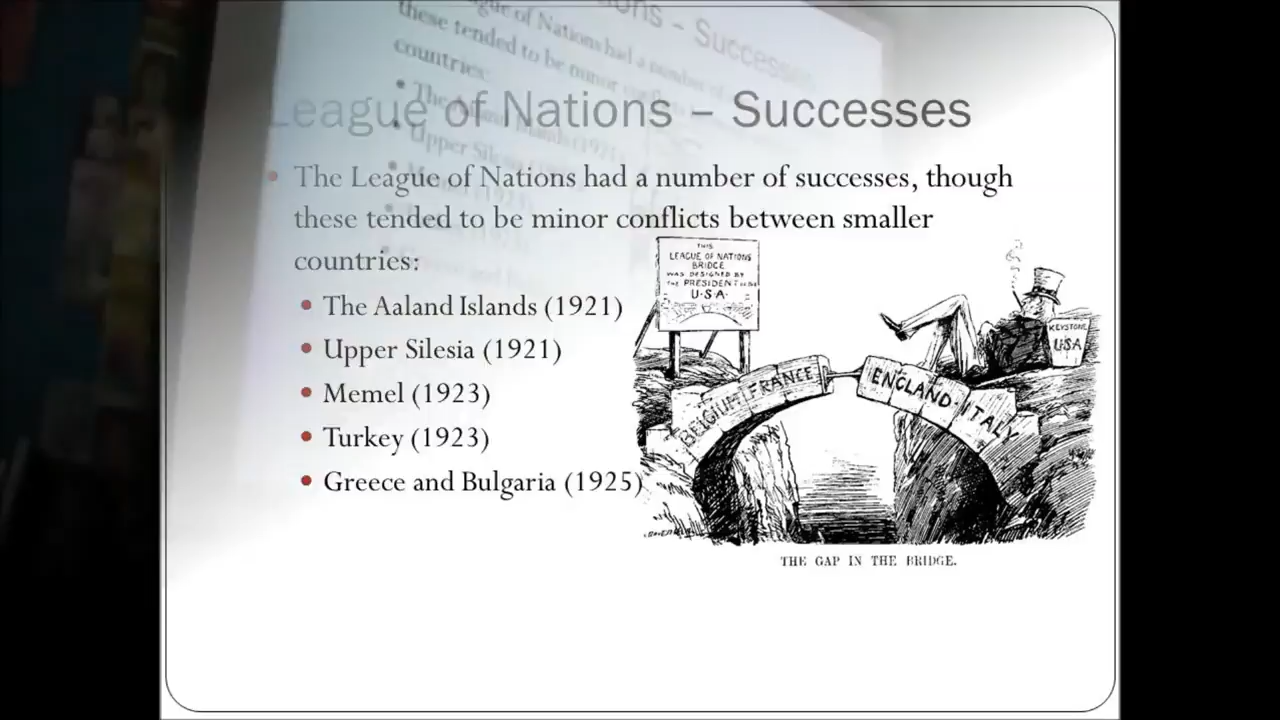 League of Nations – Successes
• The League of Nations had a number of successes, though
these tended to be minor conflicts between smaller
countries:
• The Aaland Islands (1921)
• Upper Silesia (1921)
• Memel (1923)
• Turkey (1923)
• Greece and Bulgaria (1925)
THIS
LEAGUE OF NATIONS
BRIDGE
WAS DESIGNED BY
THE PRESIDENT OF THE
U·S·A·
BELGIUM FRANCE
ENGLAND·ITALY
KEYSTONE
USA
THE GAP IN THE BRIDGE.